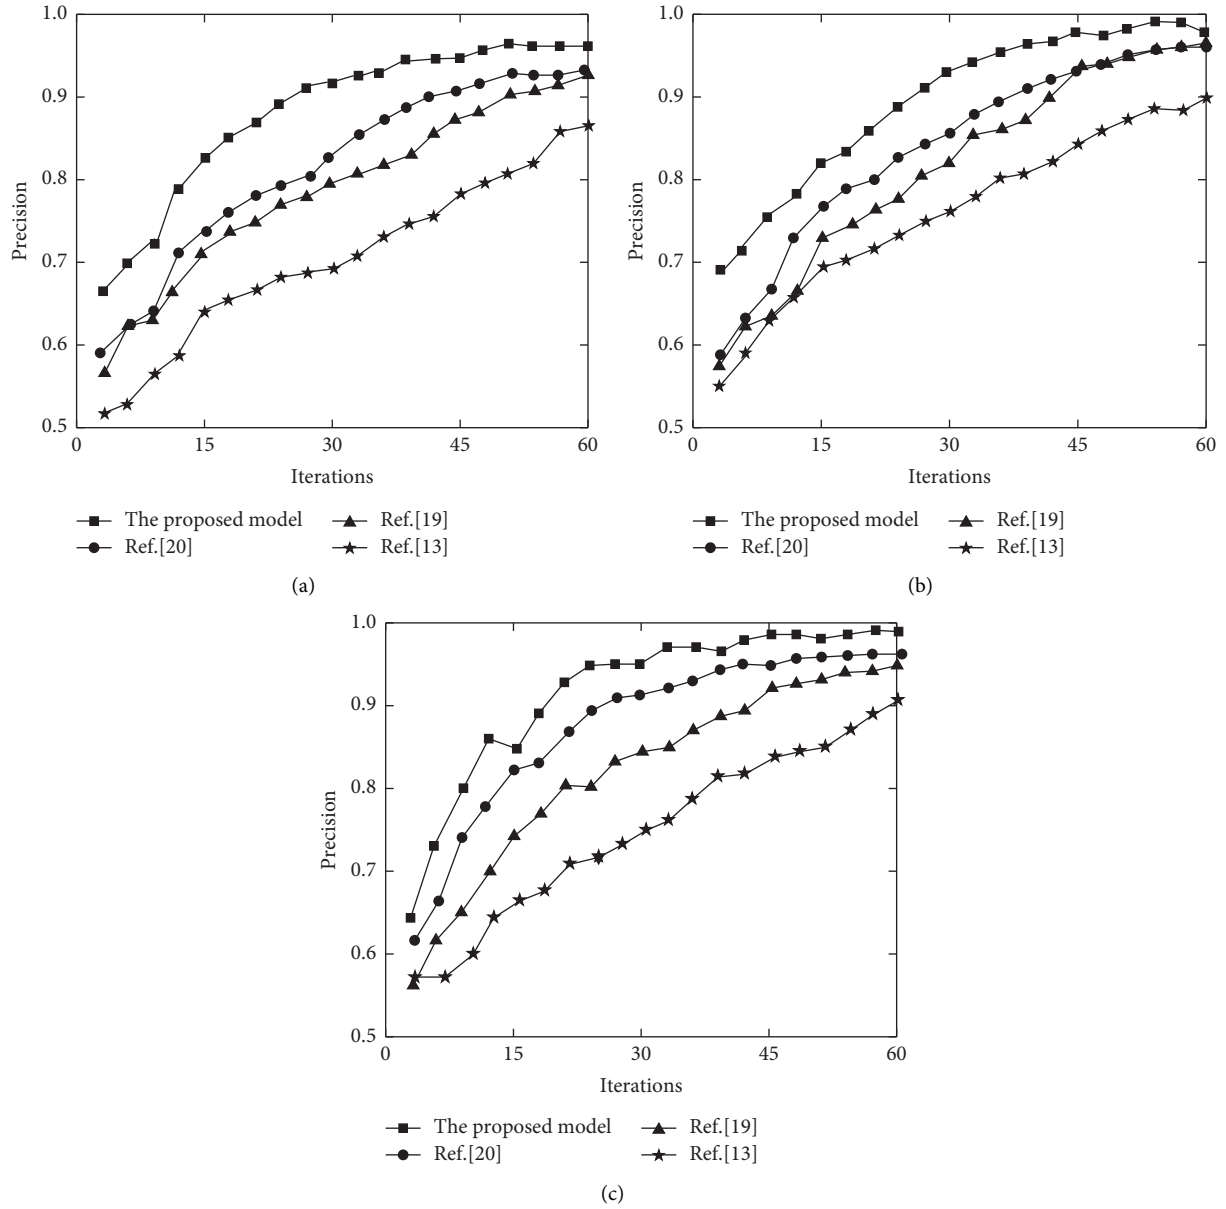 1.0
0.9
0.8
0.7
0.6
0.5
Precision
0 15 30 45 60
Iterations
The proposed model Ref.[19]
Ref.[20] Ref.[13]
(a)
1.0
0.9
0.8
0.7
0.6
0.5
Precision
0 15 30 45 60
Iterations
The proposed model Ref.[19]
Ref.[20] Ref.[13]
(b)
1.0
0.9
0.8
0.7
0.6
0.5
Precision
0 15 30 45 60
Iterations
The proposed model Ref.[19]
Ref.[20] Ref.[13]
(c)